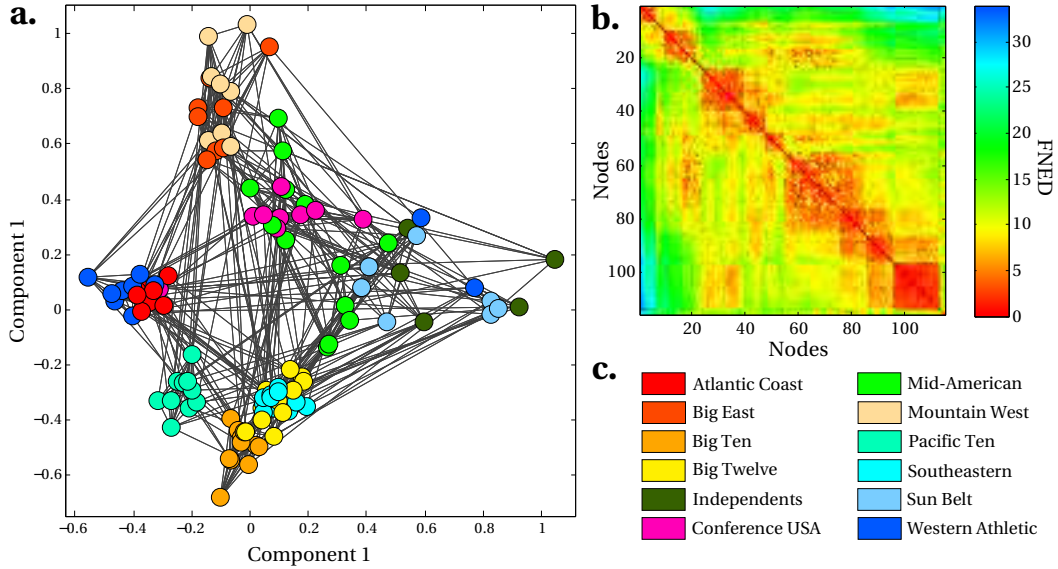 a.
1
0.8
0.6
0.4
0.2
0
−0.2
−0.4
−0.6
−0.6
−0.4
−0.2
0
0.2
0.4
0.6
0.8
1
Component 1
Component 1
b.
20
40
60
80
100
20
40
60
80
100
Nodes
Nodes
30
25
20
15
10
5
0
FNED
c.
Atlantic Coast
Big East
Big Ten
Big Twelve
Independents
Conference USA
Mid-American
Mountain West
Pacific Ten
Southeastern
Sun Belt
Western Athletic